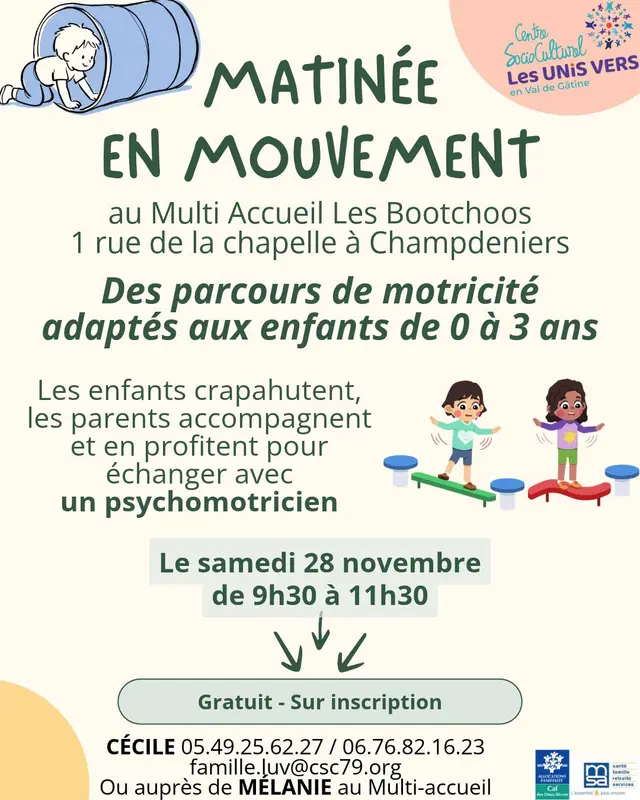 Centre
SocioCulturel
Les UNiS VERS
en Val de Gâtine
MATINÉE
EN MOUVEMENT
au Multi Accueil Les Bootchoos
1 rue de la chapelle à Champdeniers
Des parcours de motricité
adaptés aux enfants de 0 à 3 ans
Les enfants crapahutent,
les parents accompagnent
et en profitent pour
échanger avec
un psychomotricien
Le samedi 28 novembre
de 9h30 à 11h30
Gratuit - Sur inscription
CÉCILE 05.49.25.62.27 / 06.76.82.16.23
famille.luv@csc79.org
Ou auprès de MÉLANIE au Multi-accueil
ALLOCATIONS
FAMILIALES
Caf
des Deux-Sèvres
msa
santé
famille
retraite
services
L'essentiel & plus encore